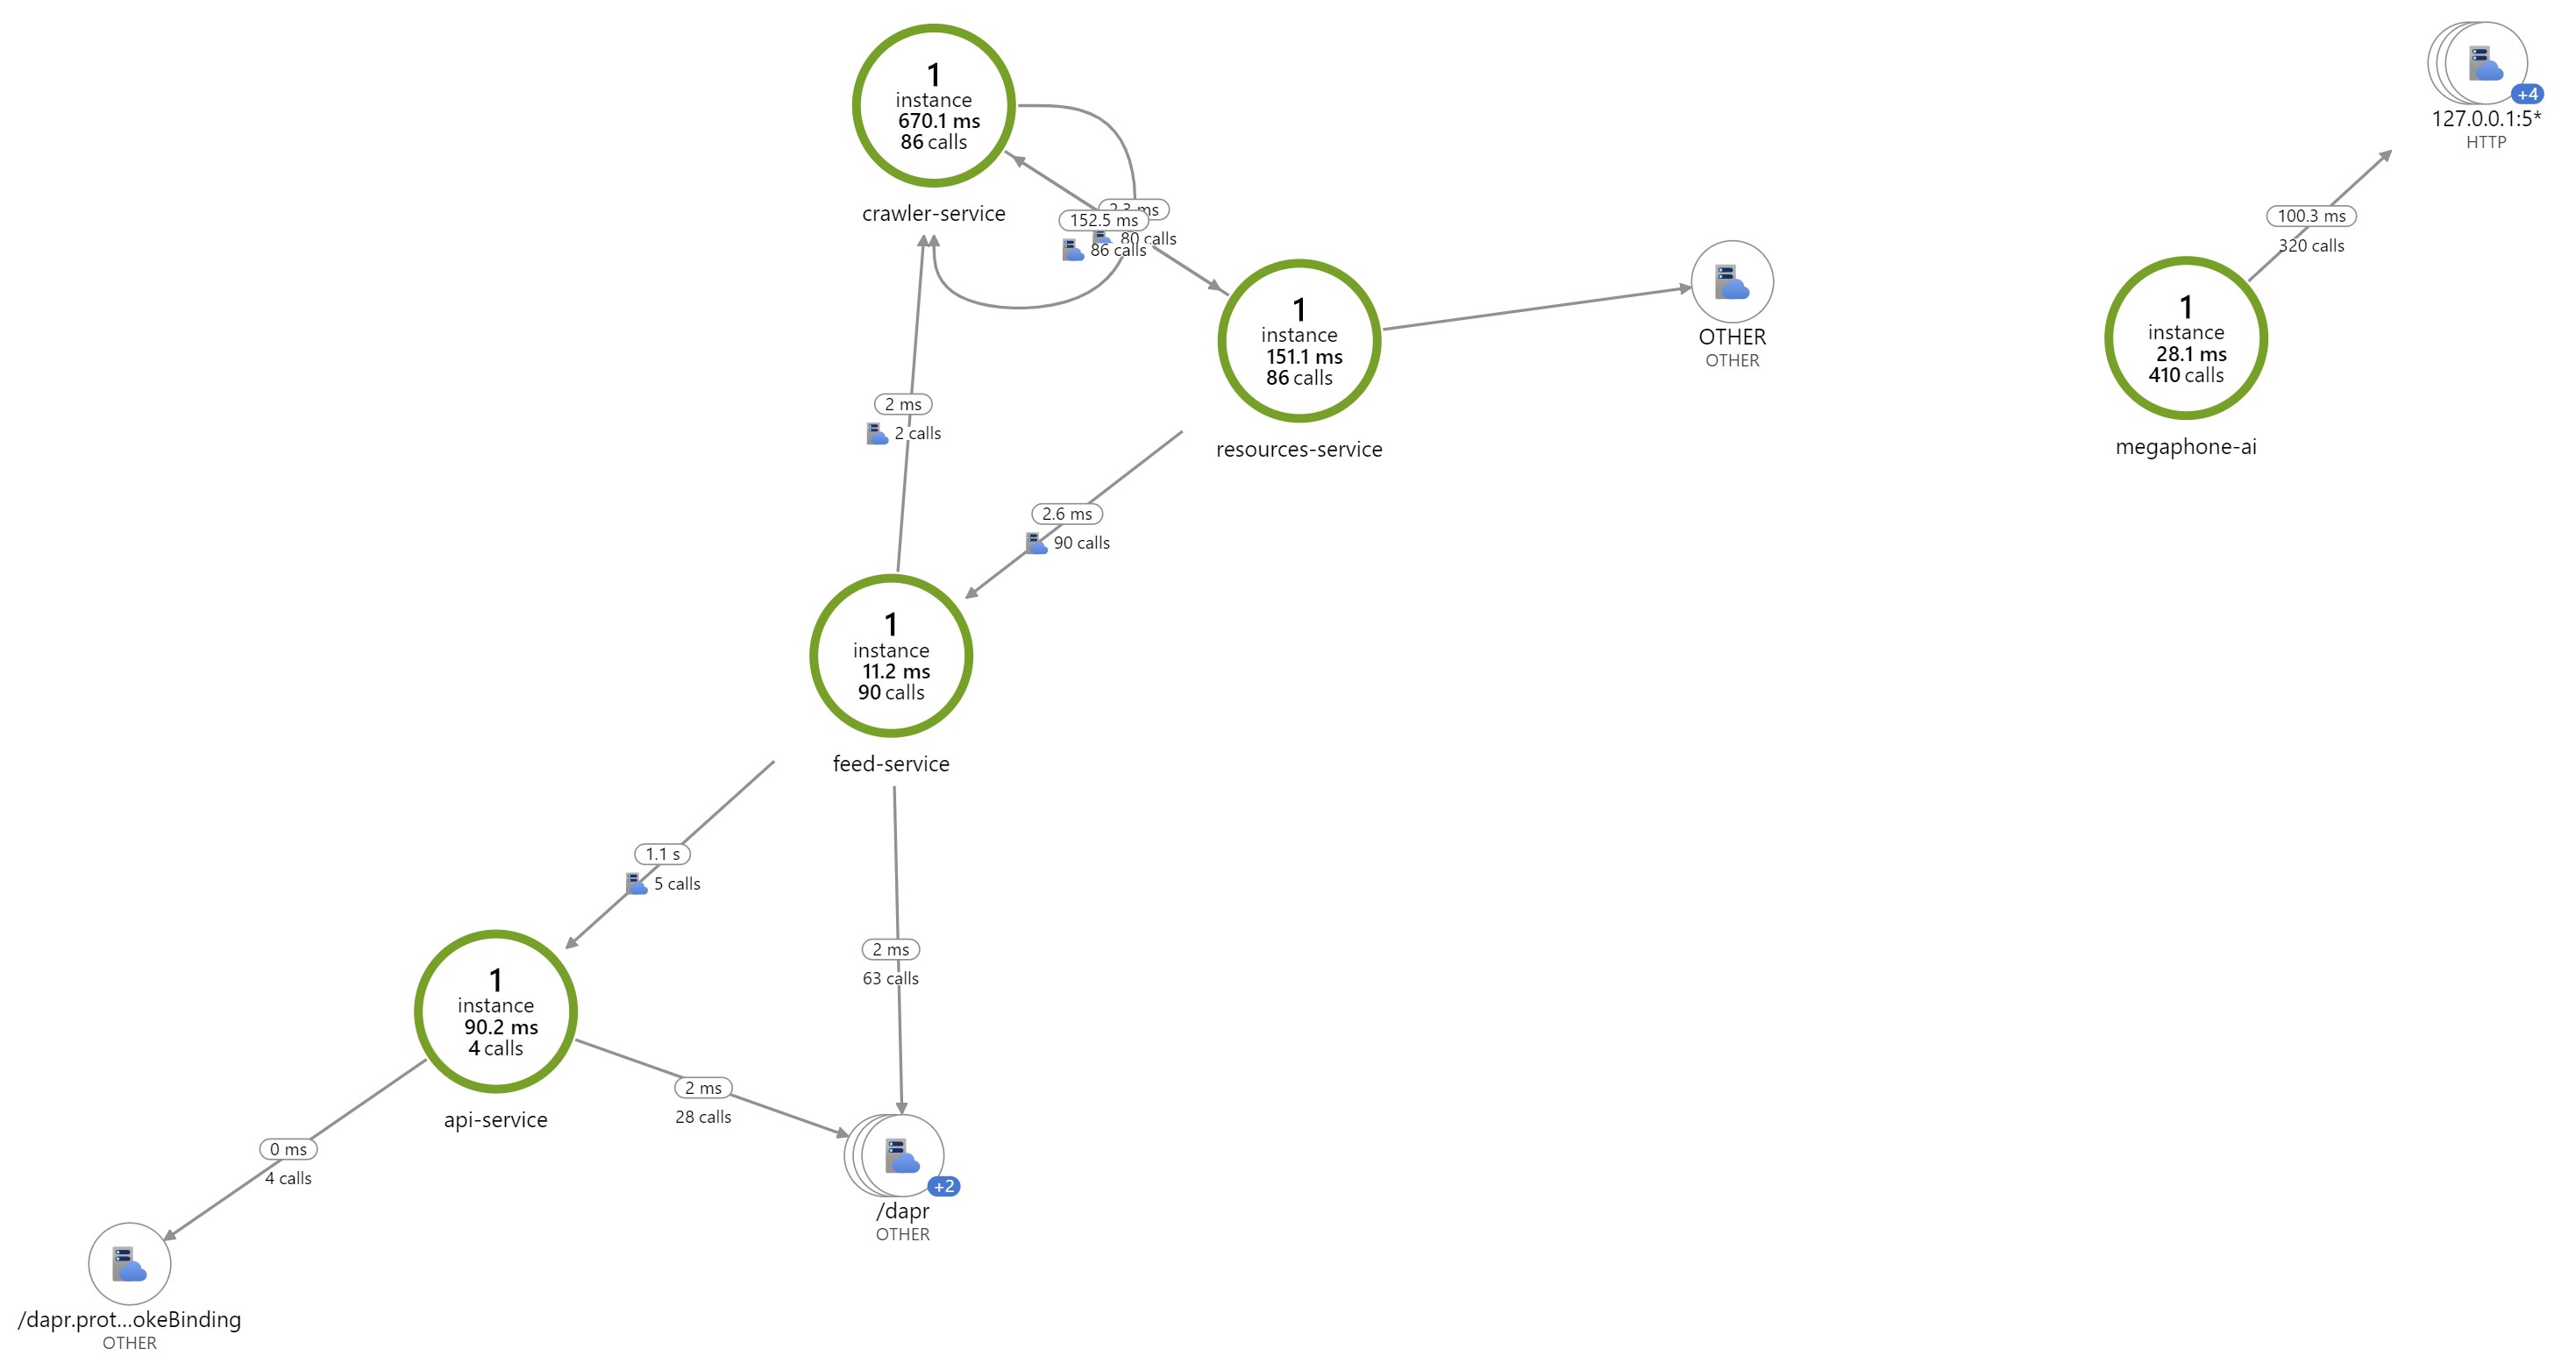 1
instance
670.1 ms
86 calls
crawler-service
+4
127.0.0.1:5*
HTTP
2.3 ms
80 calls
152.5 ms
86 calls
100.3 ms
320 calls
1
instance
151.1 ms
86 calls
resources-service
OTHER
OTHER
1
instance
28.1 ms
410 calls
megaphone-ai
2 ms
2 calls
2.6 ms
90 calls
1
instance
11.2 ms
90 calls
feed-service
1.1 s
5 calls
2 ms
63 calls
1
instance
90.2 ms
4 calls
api-service
2 ms
28 calls
0 ms
4 calls
+2
/dapr
OTHER
/dapr.prot...okeBinding
OTHER